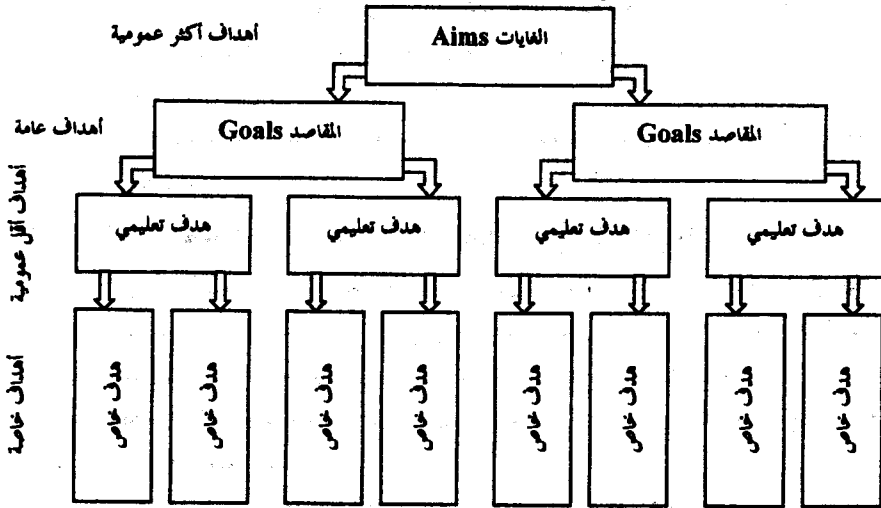 أهداف أكثر عمومية
الغايات Aims
أهداف عامة
المقاصد Goals
المقاصد Goals
أهداف أقل عمومية
هدف تعليمي
هدف تعليمي
هدف تعليمي
هدف تعليمي
أهداف خاصة
هدف خاص
هدف خاص
هدف خاص
هدف خاص
هدف خاص
هدف خاص
هدف خاص
هدف خاص